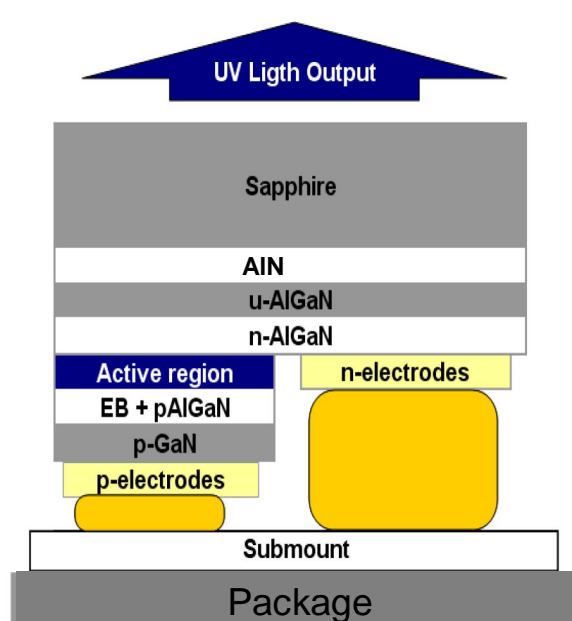 UV Ligth Output
Sapphire
AlN
u-AlGaN
n-AlGaN
Active region
n-electrodes
EB + pAlGaN
p-GaN
p-electrodes
Submount
Package